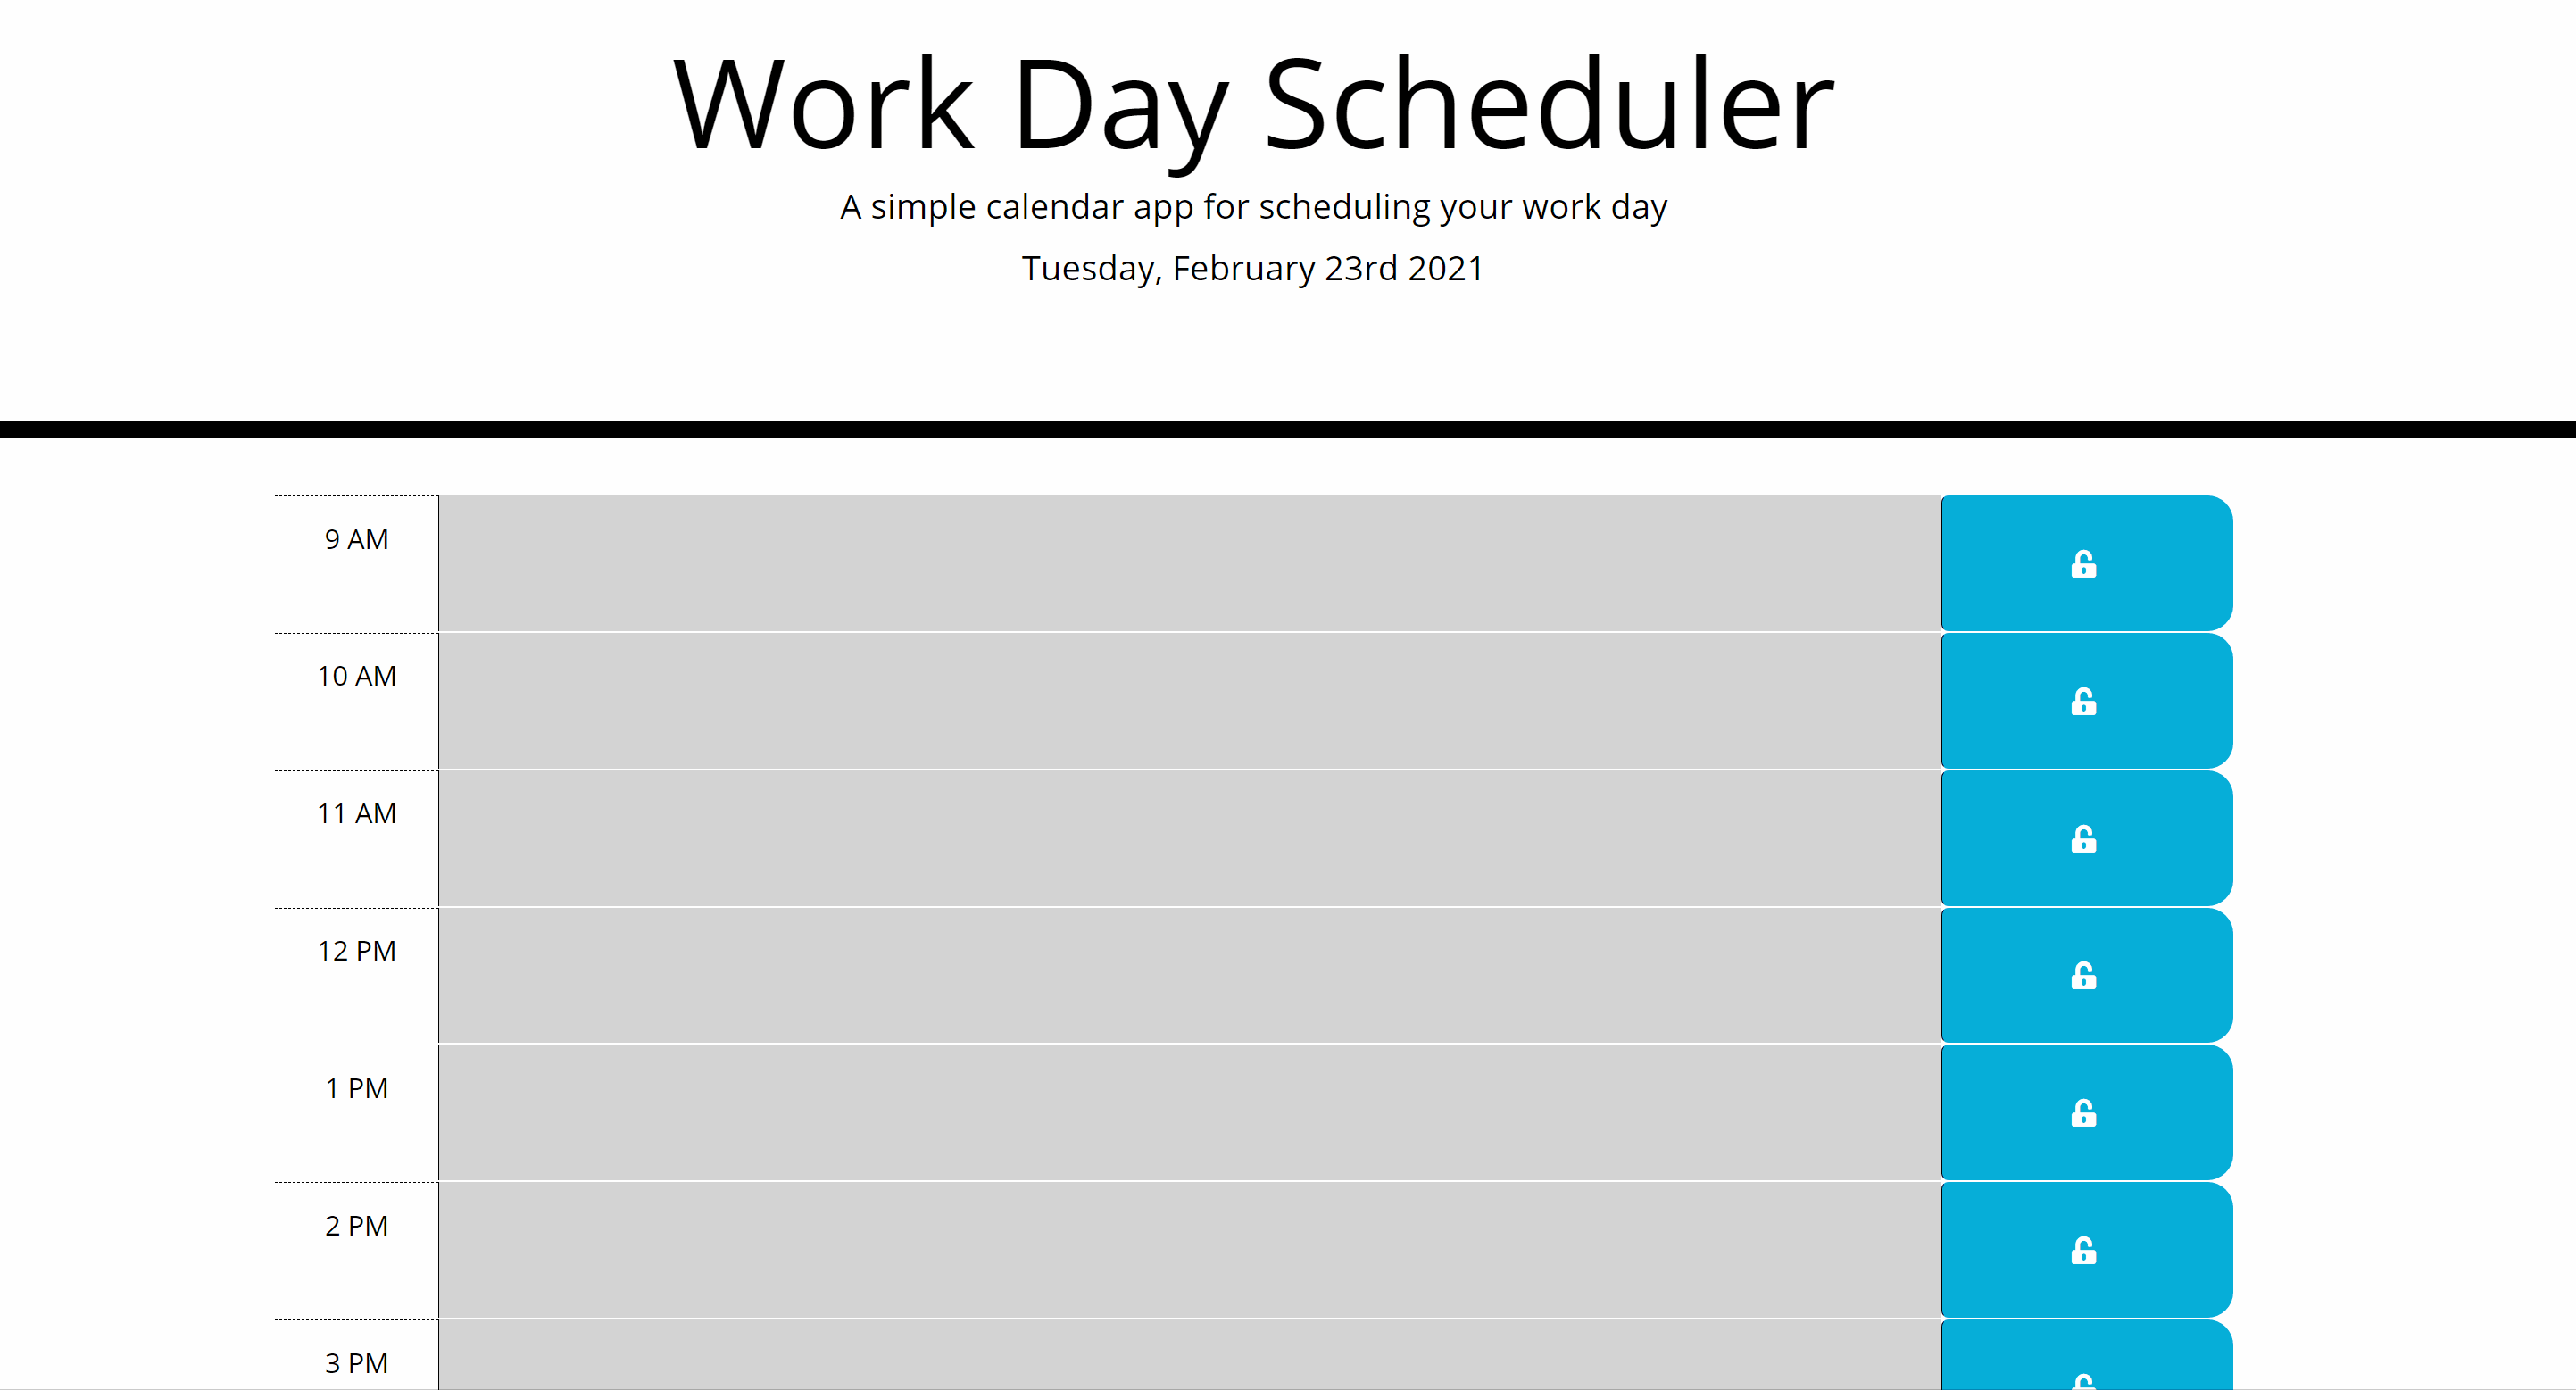 Work Day Scheduler
A simple calendar app for scheduling your work day
Tuesday, February 23rd 2021
9 AM
10 AM
11 AM
12 PM
1 PM
2 PM
3 PM